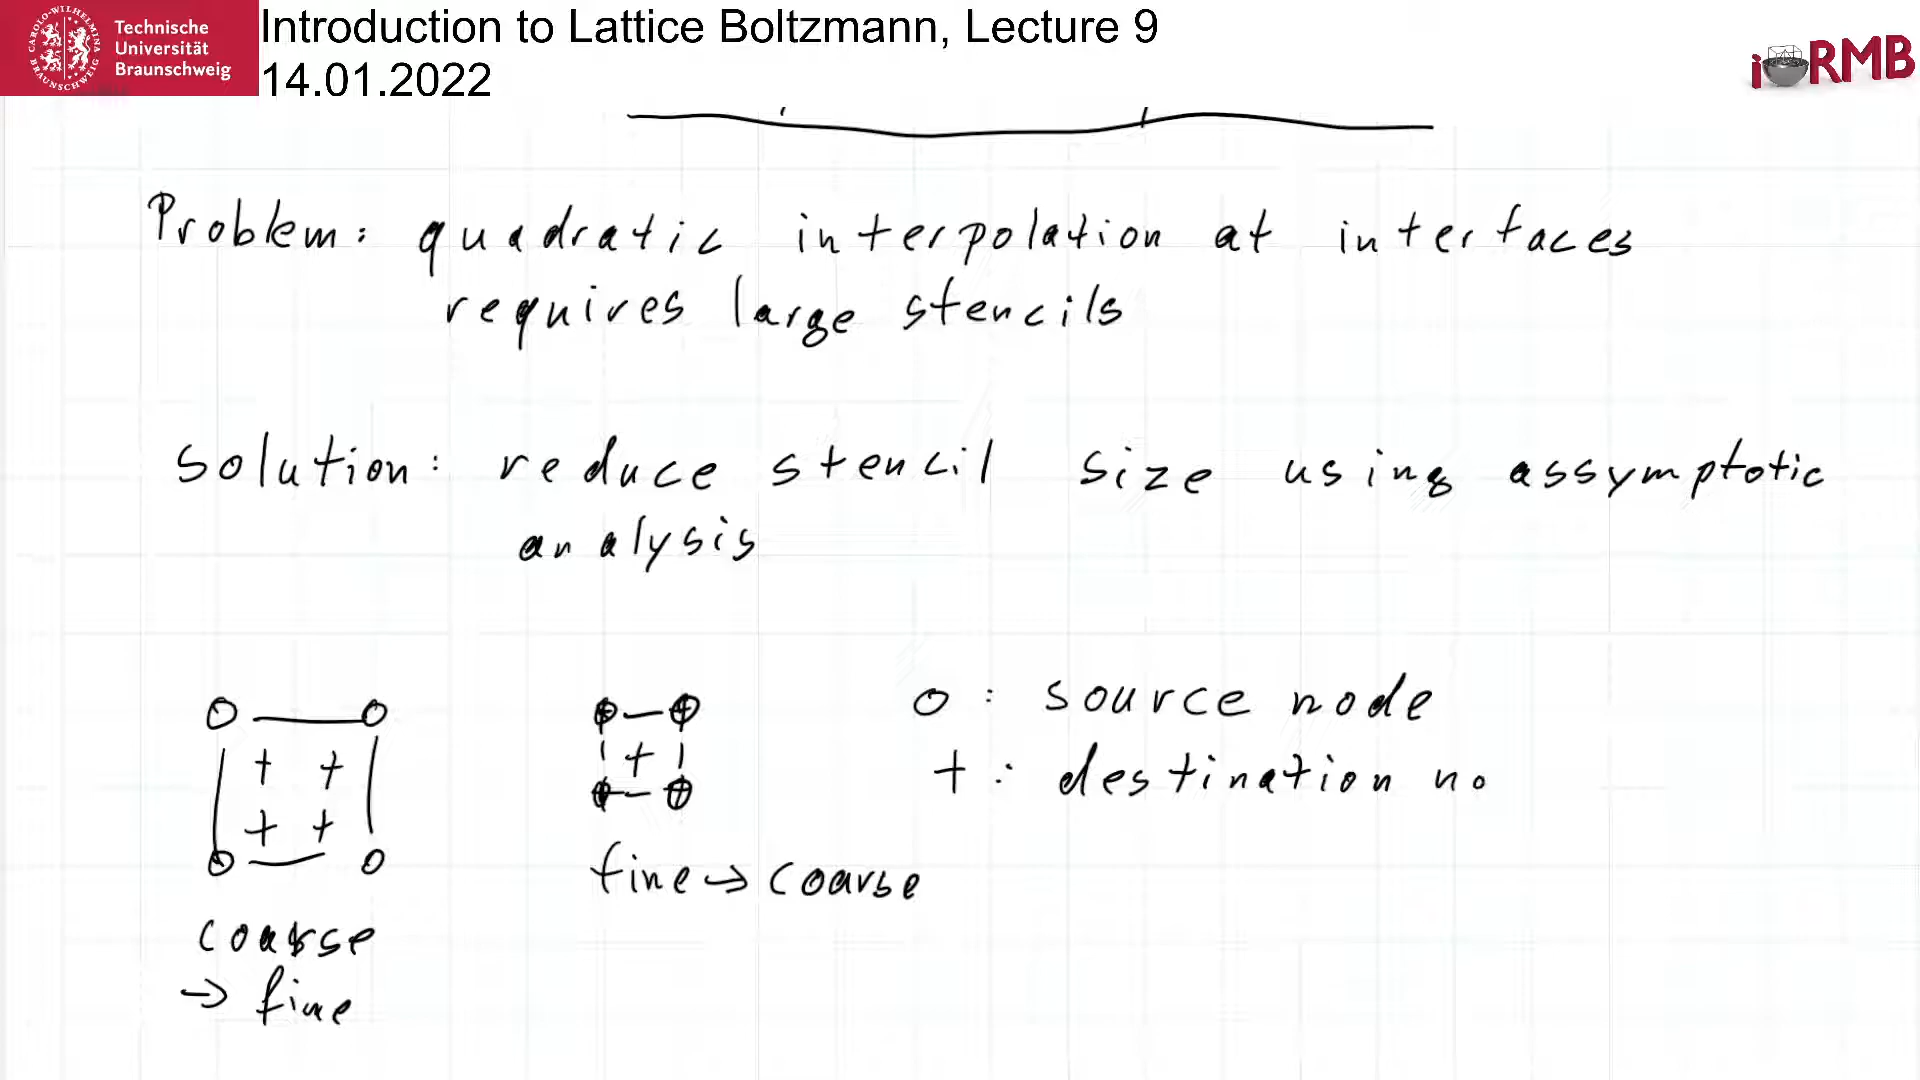 Technische
Universität
Braunschweig
Introduction to Lattice Boltzmann, Lecture 9
14.01.2022
iRMB
Problem: quadratic interpolation at interfaces
requires large stencils
solution: reduce stencil size using assymptotic
analysis
o : source node
+ : destination no
fine → coarse
coarse
→ fine